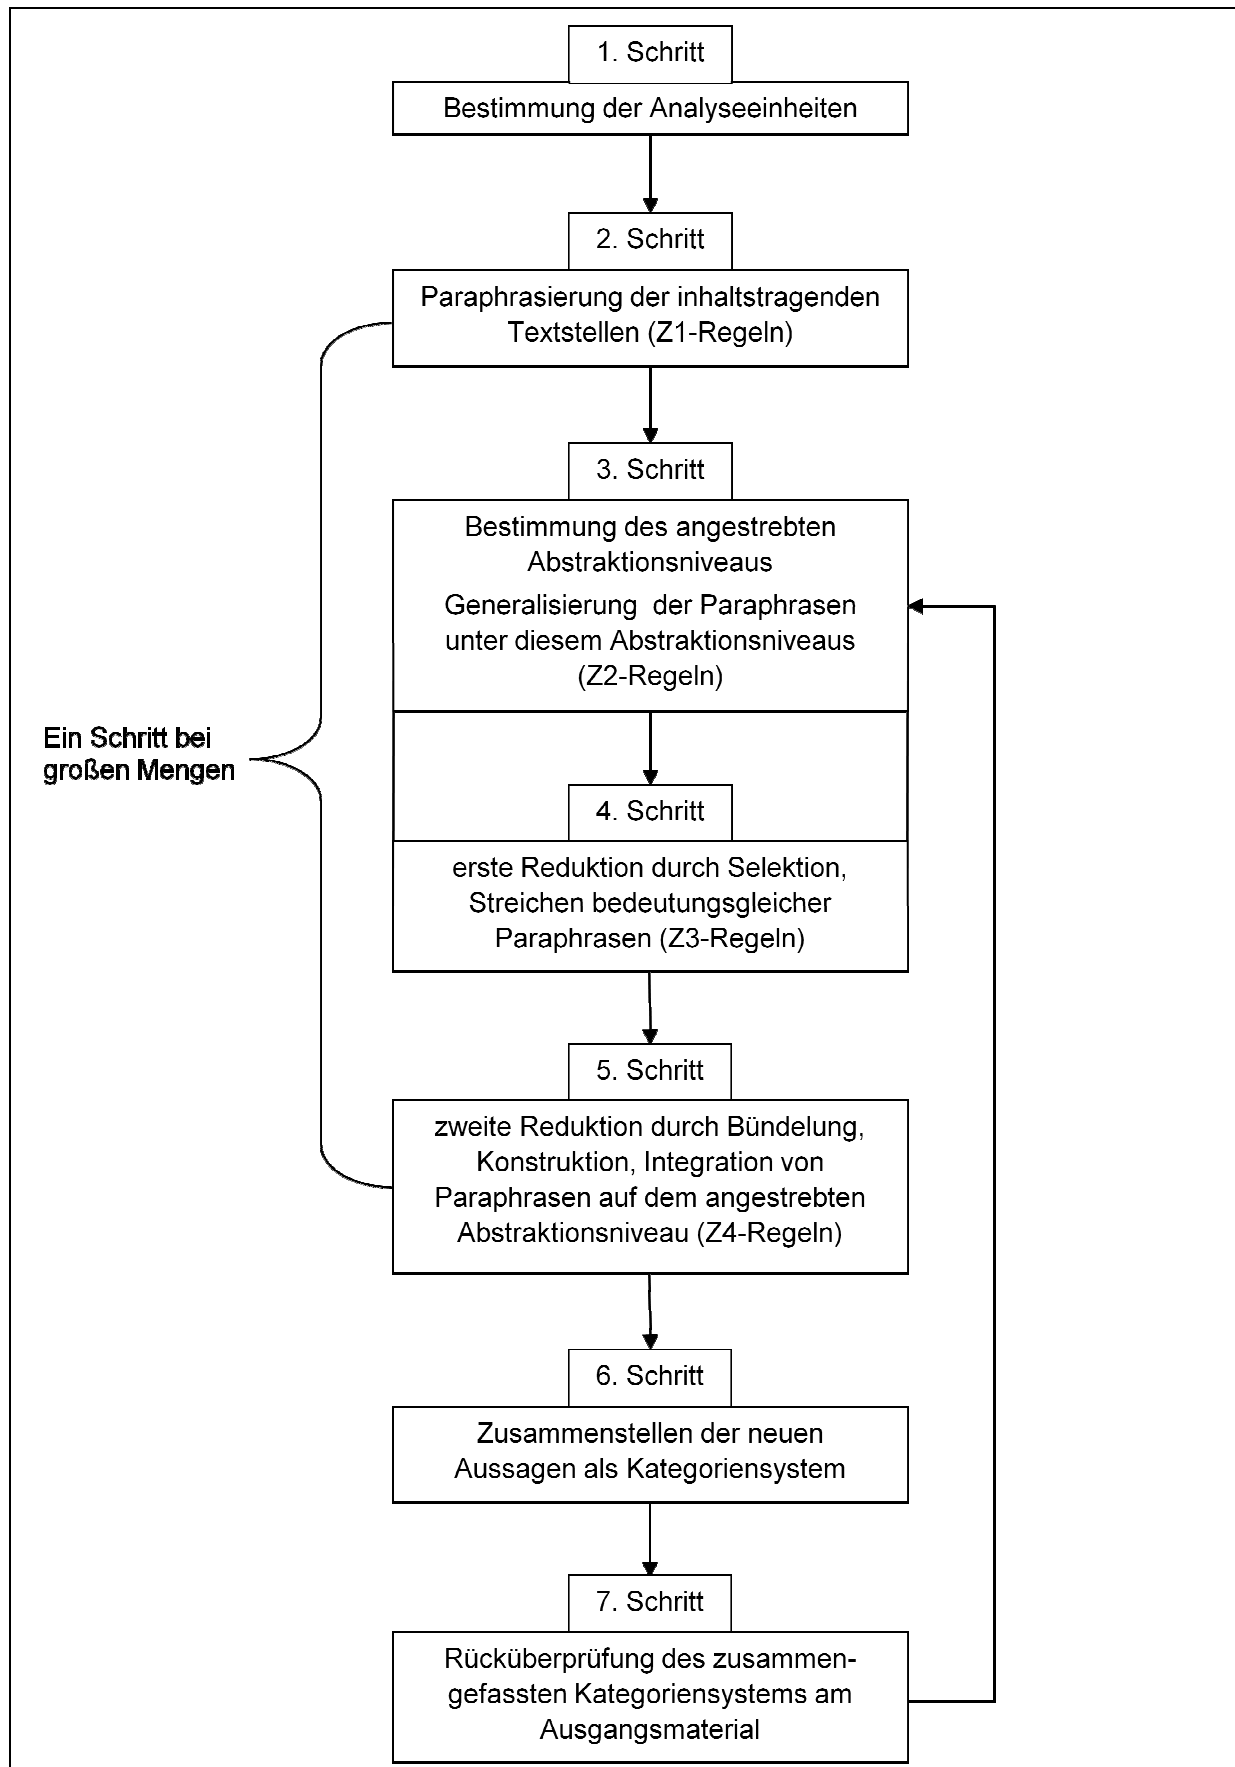 1. Schritt
Bestimmung der Analyseeinheiten
2. Schritt
Paraphrasierung der inhaltstragenden
Textstellen (Z1-Regeln)
3. Schritt
Bestimmung des angestrebten
Abstraktionsniveaus
Generalisierung der Paraphrasen
unter diesem Abstraktionsniveaus
(Z2-Regeln)
Ein Schritt bei
großen Mengen
4. Schritt
erste Reduktion durch Selektion,
Streichen bedeutungsgleicher
Paraphrasen (Z3-Regeln)
5. Schritt
zweite Reduktion durch Bündelung,
Konstruktion, Integration von
Paraphrasen auf dem angestrebten
Abstraktionsniveau (Z4-Regeln)
6. Schritt
Zusammenstellen der neuen
Aussagen als Kategoriensystem
7. Schritt
Rücküberprüfung des zusammen-
gefassten Kategoriensystems am
Ausgangsmaterial